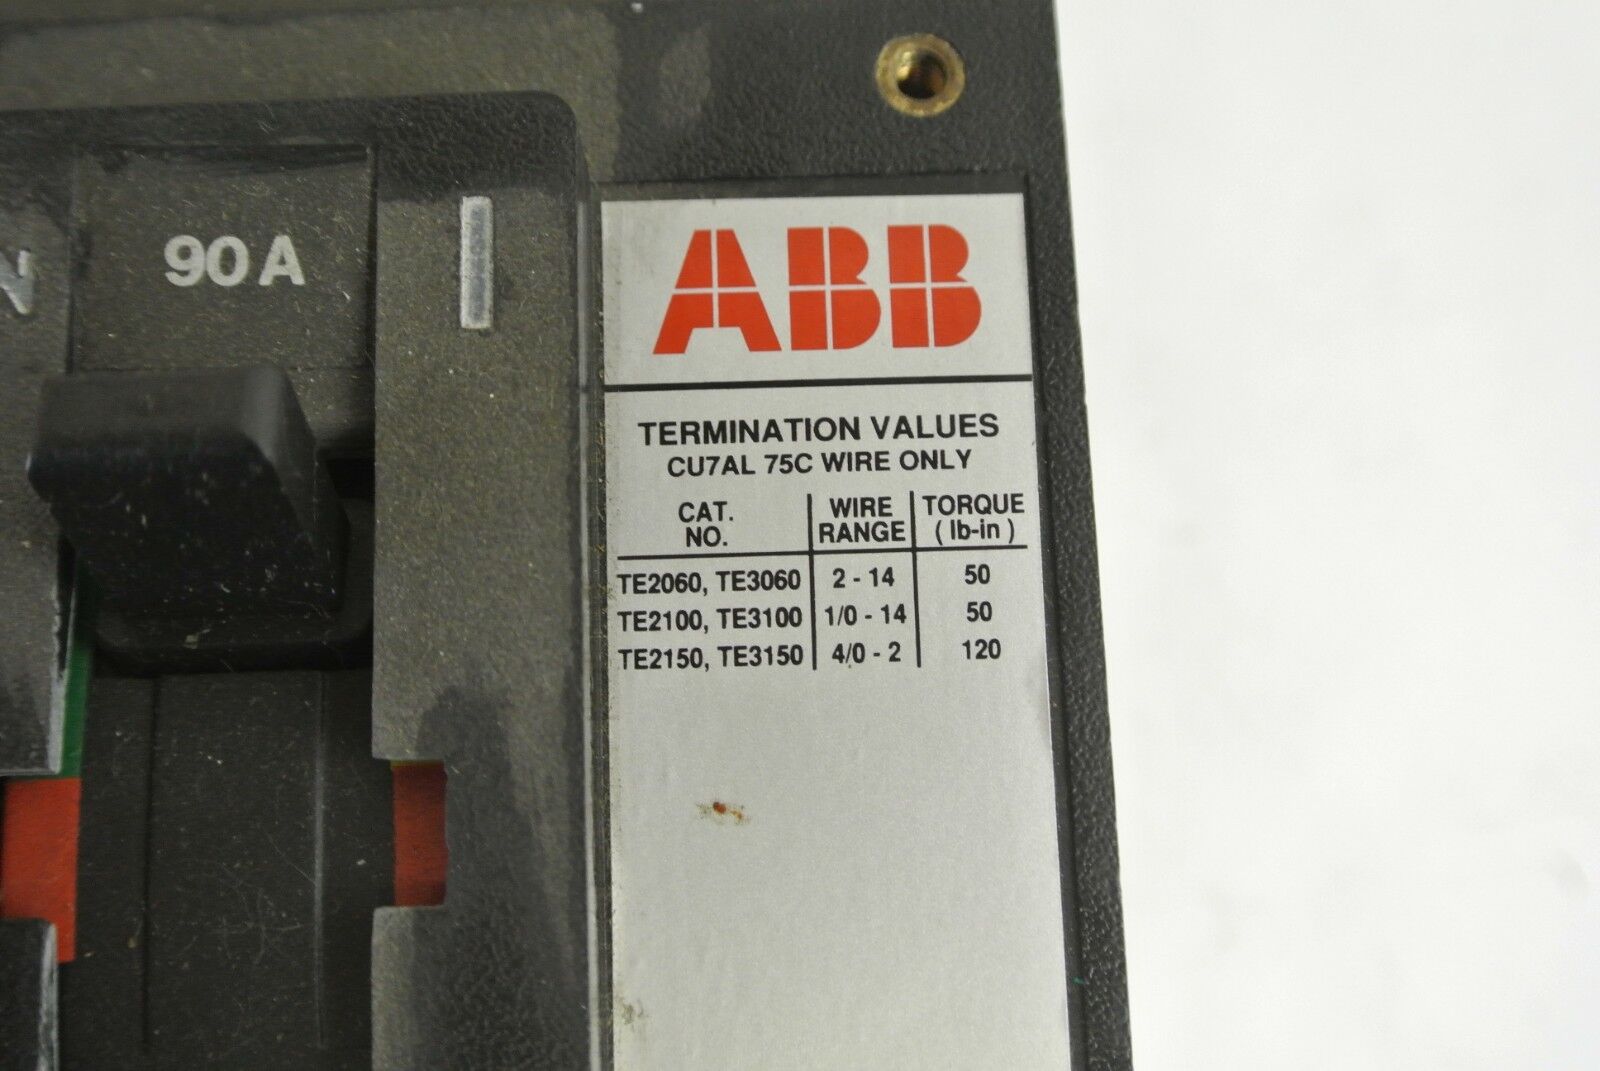 90 A
ABB
TERMINATION VALUES
CU7AL 75C WIRE ONLY
CAT. NO. WIRE RANGE TORQUE ( lb-in )
TE2060, TE3060 2 - 14 50
TE2100, TE3100 1/0 - 14 50
TE2150, TE3150 4/0 - 2 120